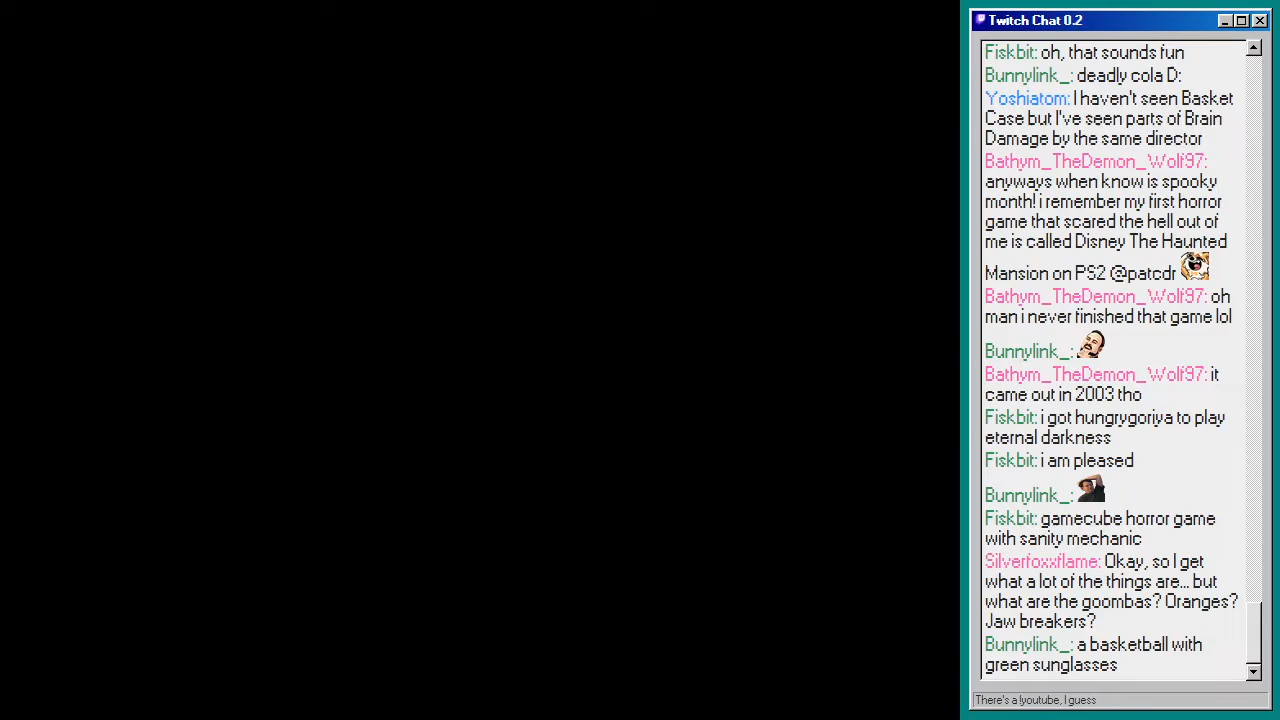 Twitch Chat 0.2
Fiskbit: oh, that sounds fun
Bunnylink_: deadly cola D:
Yoshiatom: I haven't seen Basket
Case but I've seen parts of Brain
Damage by the same director
Bathym_TheDemon_Wolf97:
anyways when know is spooky
month! i remember my first horror
game that scared the hell out of
me is called Disney The Haunted
Mansion on PS2 @patcdr
Bathym_TheDemon_Wolf97: oh
man i never finished that game lol
Bunnylink_:
Bathym_TheDemon_Wolf97: it
came out in 2003 tho
Fiskbit: i got hungrygoriya to play
eternal darkness
Fiskbit: i am pleased
Bunnylink_:
Fiskbit: gamecube horror game
with sanity mechanic
Silverfoxxflame: Okay, so I get
what a lot of the things are... but
what are the goombas? Oranges?
Jaw breakers?
Bunnylink_: a basketball with
green sunglasses
There's a !youtube, I guess